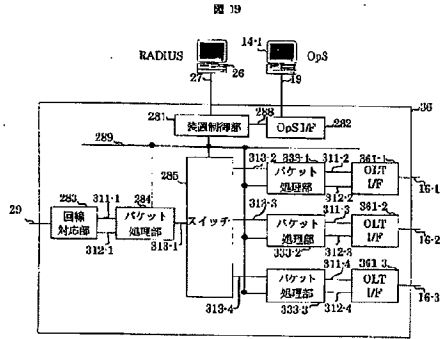 図 19
RADIUS
14-1
OpS
27
26
19
36
281
装置制御部
288
OpS I/F
282
289
285
313-2
333-1
311-2
361-1
パケット
処理部
OLT
I/F
312-2
16-1
283
311-1
284
29
回線
対応部
パケット
処理部
312-1
313-1
スイッチ
313-3
311-3
361-2
パケット
処理部
OLT
I/F
333-2
312-3
16-2
311-4
361-3
パケット
処理部
OLT
I/F
313-4
333-3
312-4
16-3